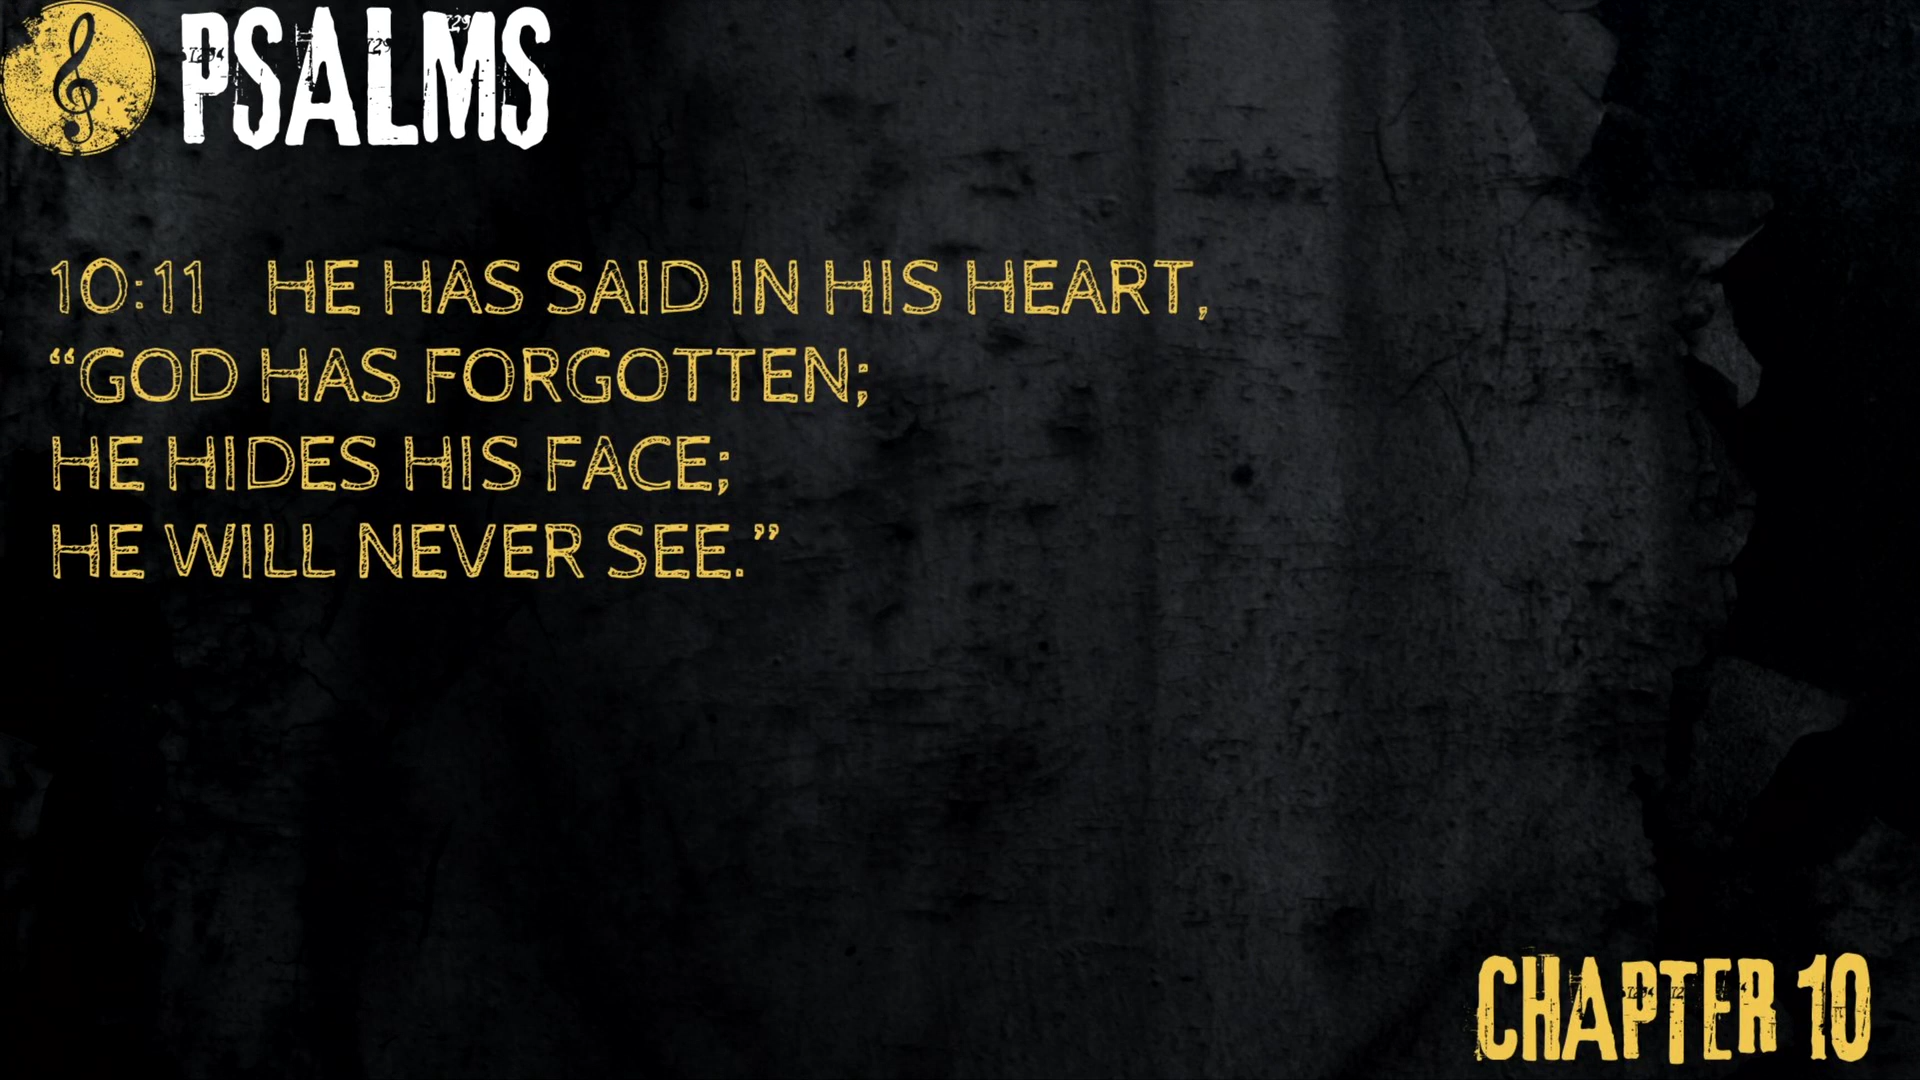 PSALMS
10:11 HE HAS SAID IN HIS HEART,
“GOD HAS FORGOTTEN;
HE HIDES HIS FACE;
HE WILL NEVER SEE.”
CHAPTER 10